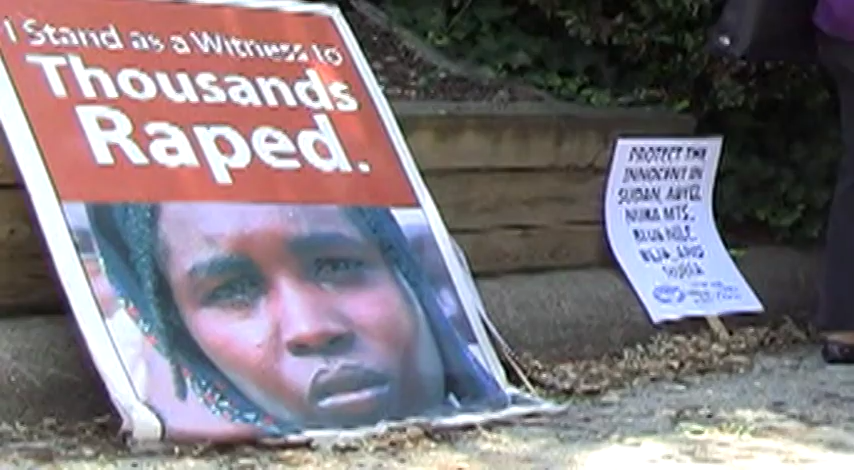 I Stand as a Witness to
Thousands
Raped.
PROTECT THE
INNOCENT IN
SUDAN, ABYEI,
NUBA MTS.,
BLUE NILE,
AND